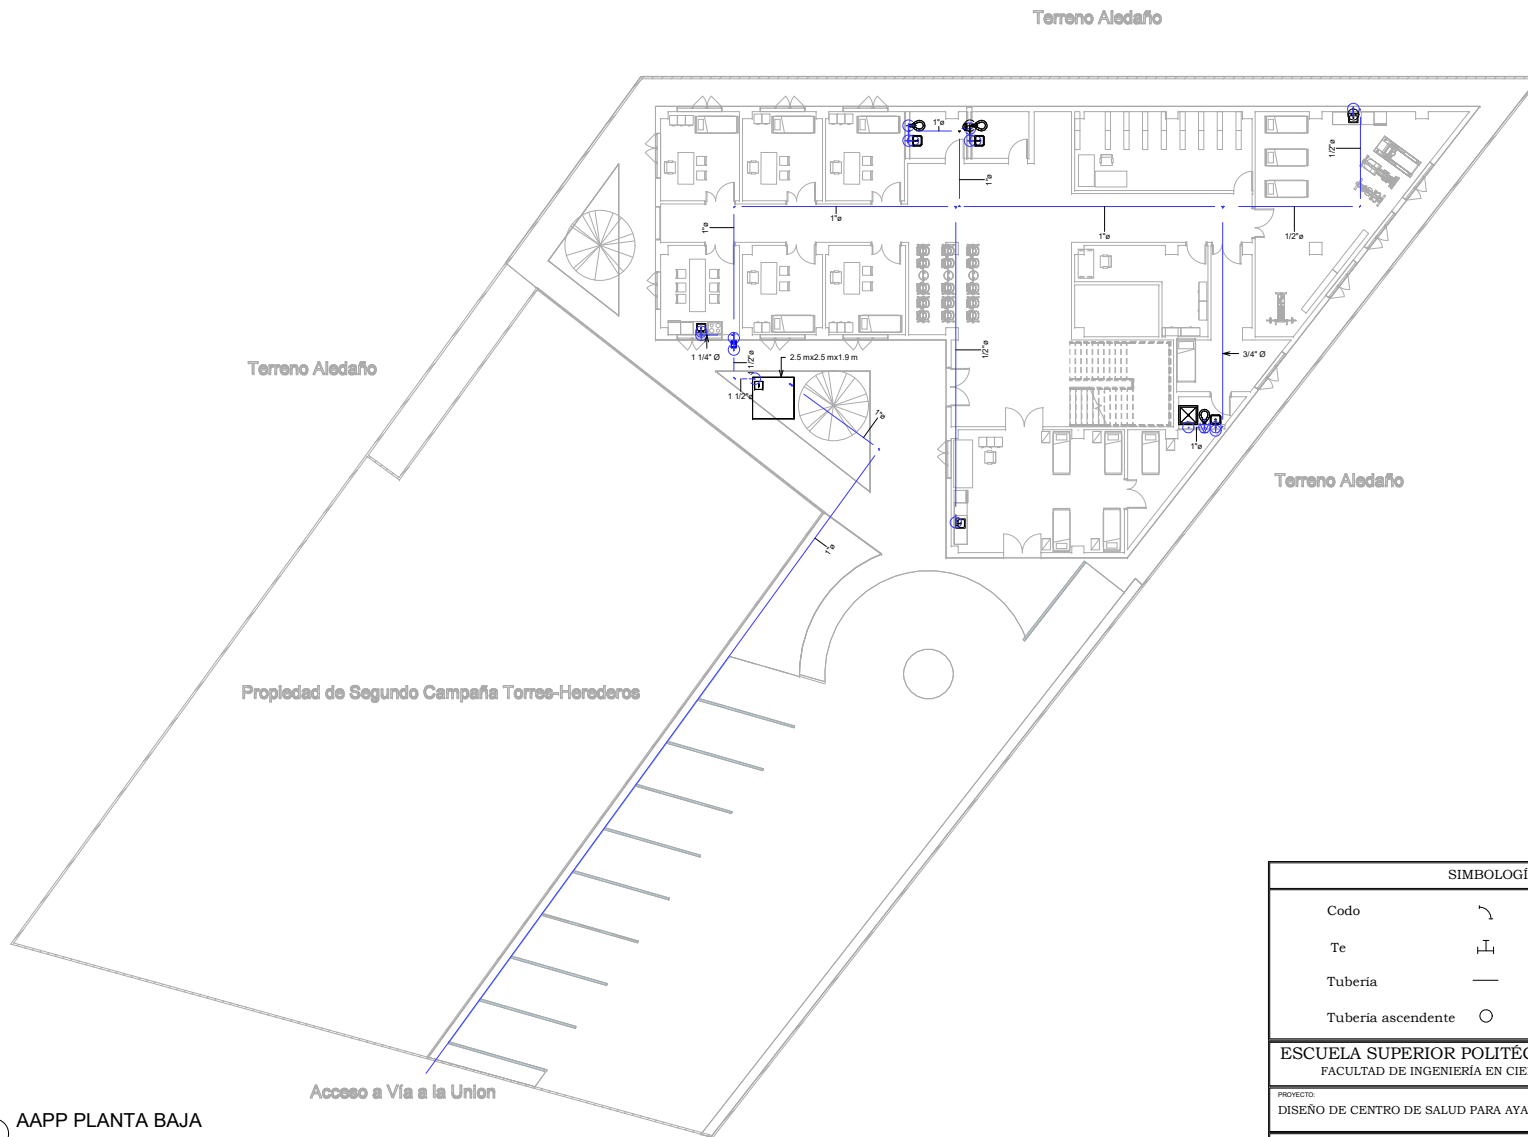 Terreno Aledaño
1"ø
1"ø
1/2"ø
1"ø
1"ø
1"ø
1/2"ø
1 1/4" Ø
1 1/2"ø
2.5 mx2.5 mx1.9 m
1 1/2"ø
1/2"ø
3/4" Ø
Terreno Aledaño
1"ø
1"ø
Terreno Aledaño
1"ø
Propiedad de Segundo Campaña Torres-Herederos
Acceso a Vía a la Union
AAPP PLANTA BAJA
SIMBOLOGÍ
Codo
Te
Tubería
Tubería ascendente
ESCUELA SUPERIOR POLITÉC
FACULTAD DE INGENIERÍA EN CIE
PROYECTO:
DISEÑO DE CENTRO DE SALUD PARA AYA